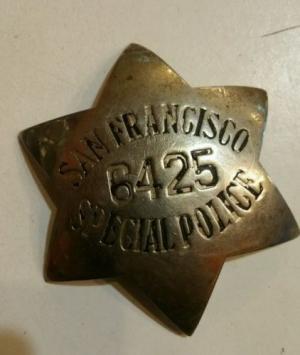 SAN FRANCISCO
6425
SPECIAL POLICE